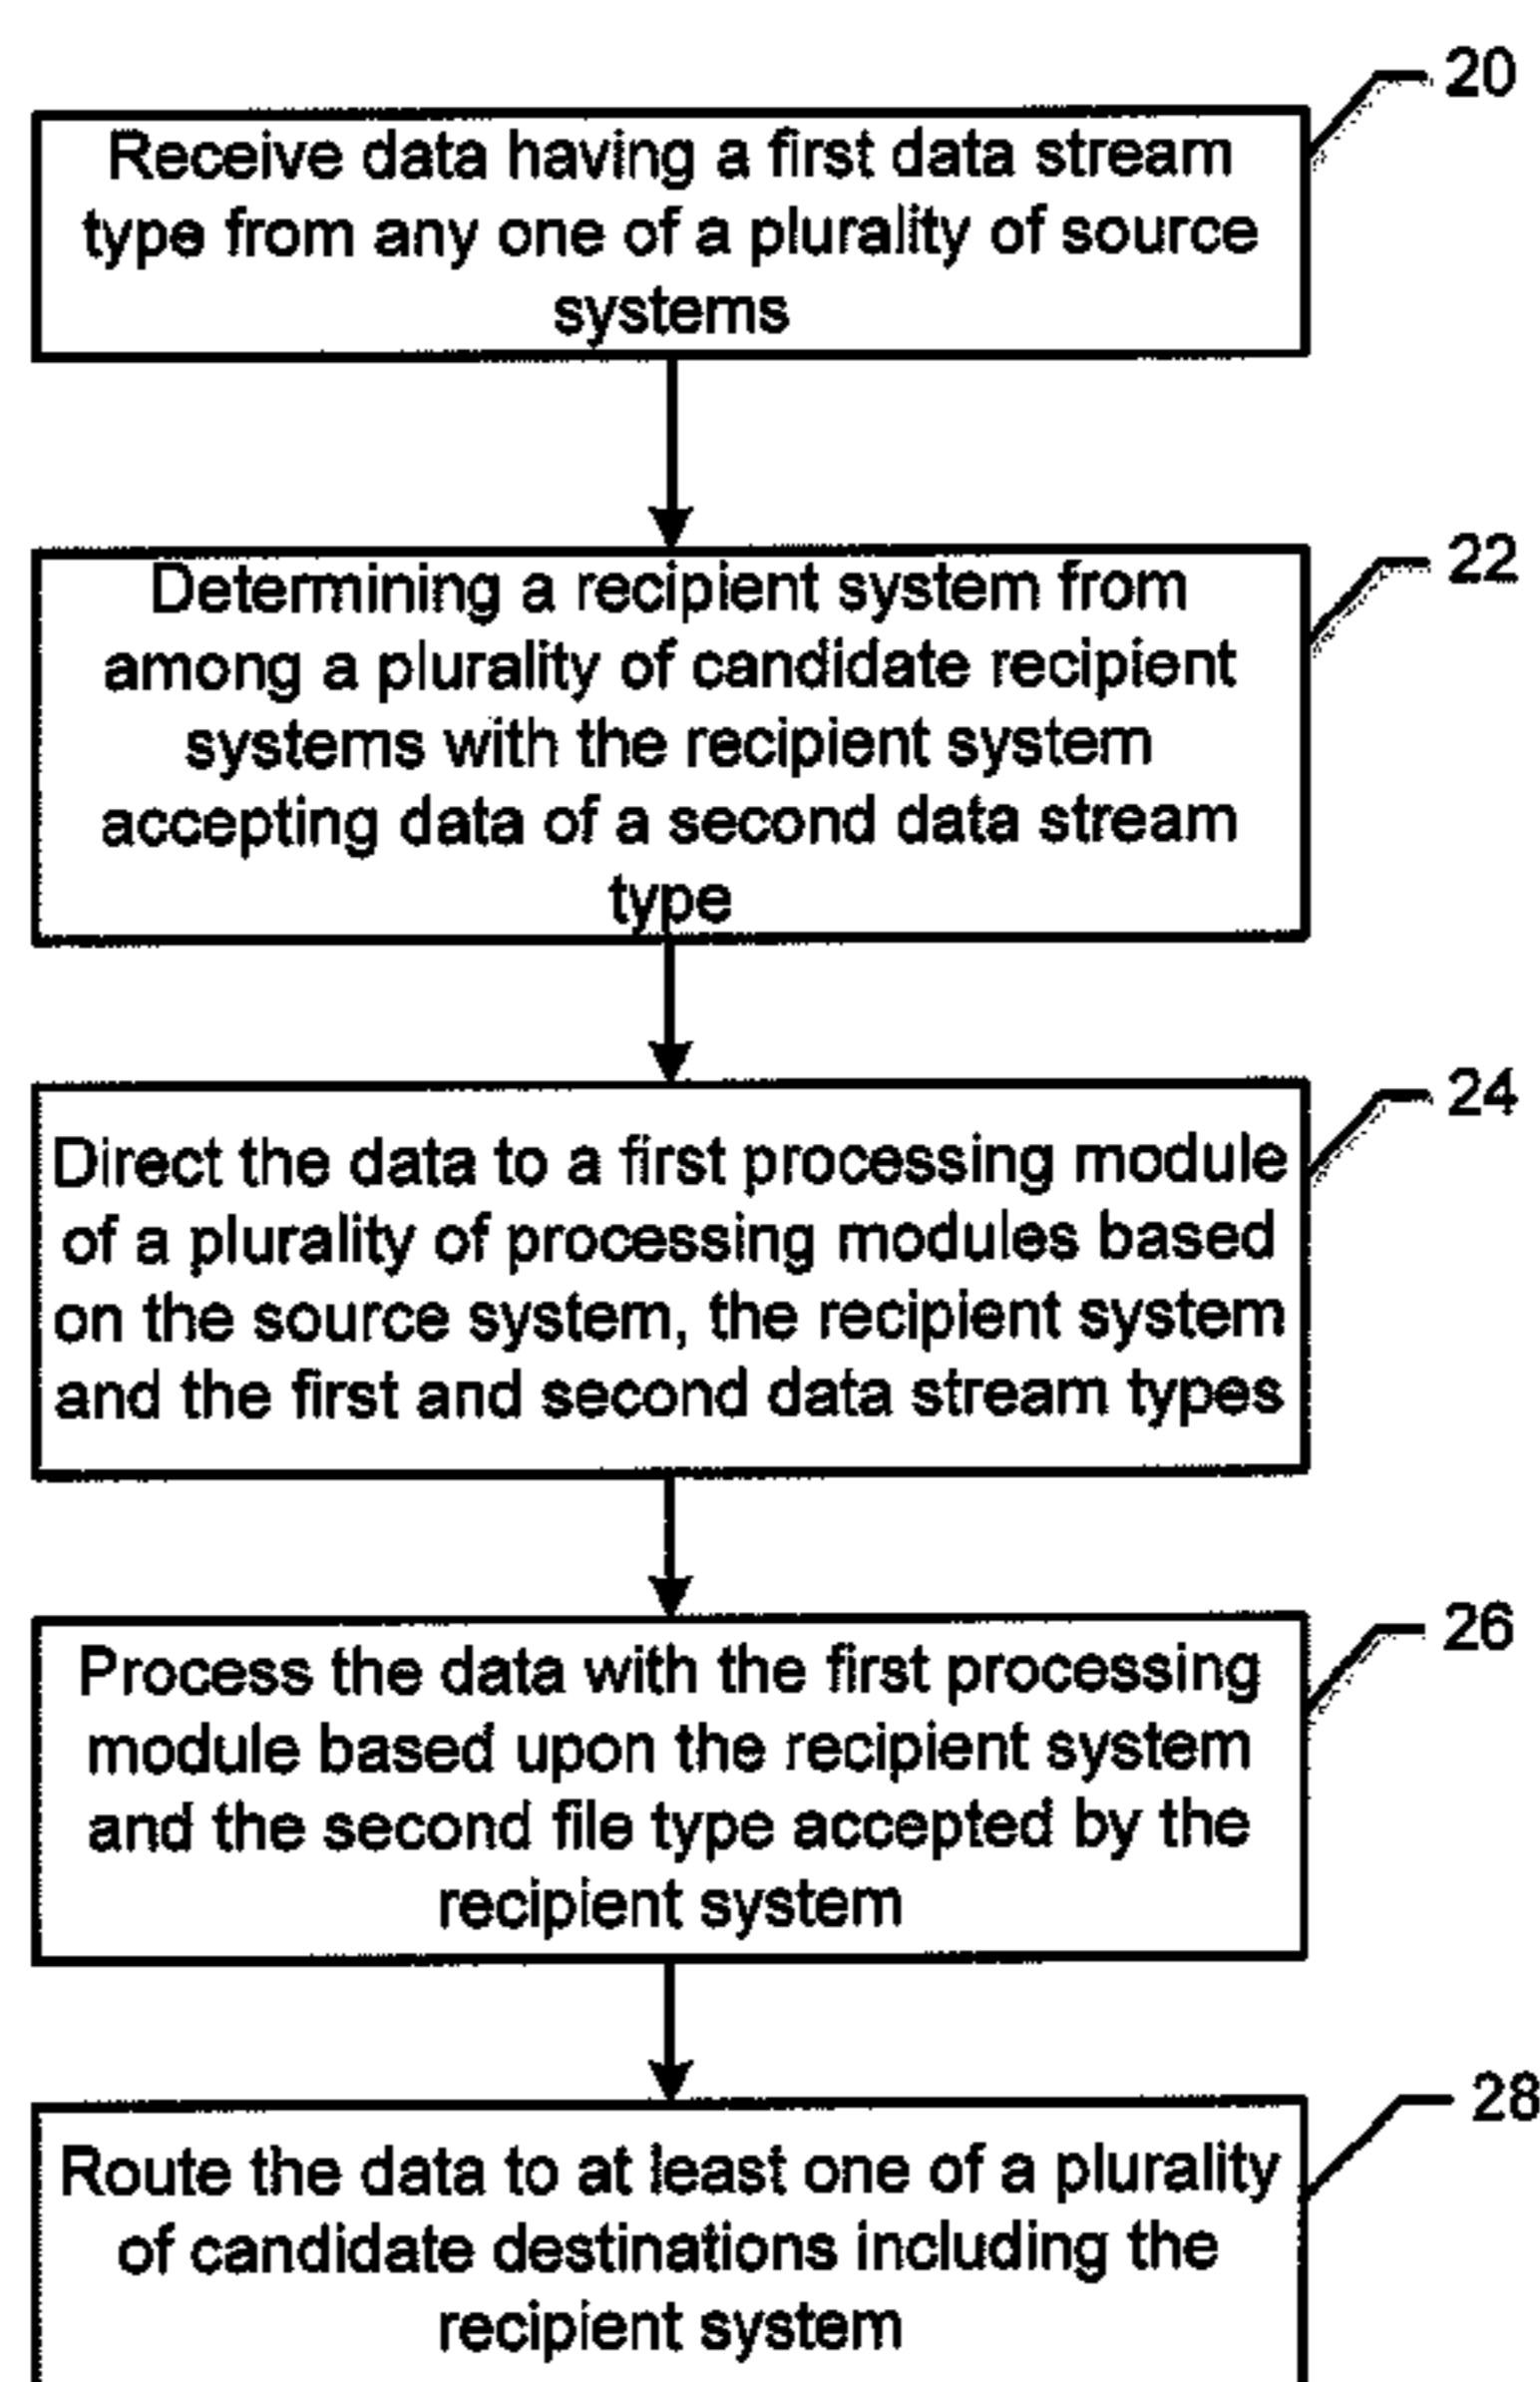 20
Receive data having a first data stream
type from any one of a plurality of source
systems
22
Determining a recipient system from
among a plurality of candidate recipient
systems with the recipient system
accepting data of a second data stream
type
24
Direct the data to a first processing module
of a plurality of processing modules based
on the source system, the recipient system
and the first and second data stream types
26
Process the data with the first processing
module based upon the recipient system
and the second file type accepted by the
recipient system
28
Route the data to at least one of a plurality
of candidate destinations including the
recipient system